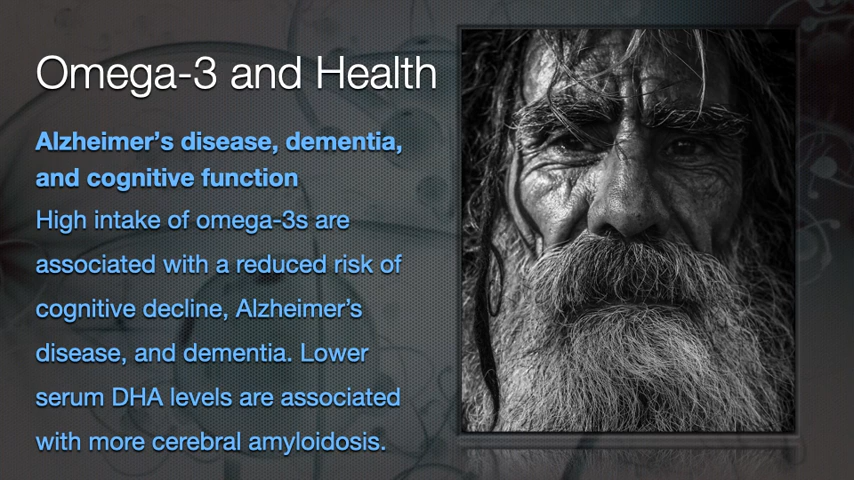 Omega-3 and Health
Alzheimer’s disease, dementia,
and cognitive function
High intake of omega-3s are
associated with a reduced risk of
cognitive decline, Alzheimer’s
disease, and dementia. Lower
serum DHA levels are associated
with more cerebral amyloidosis.